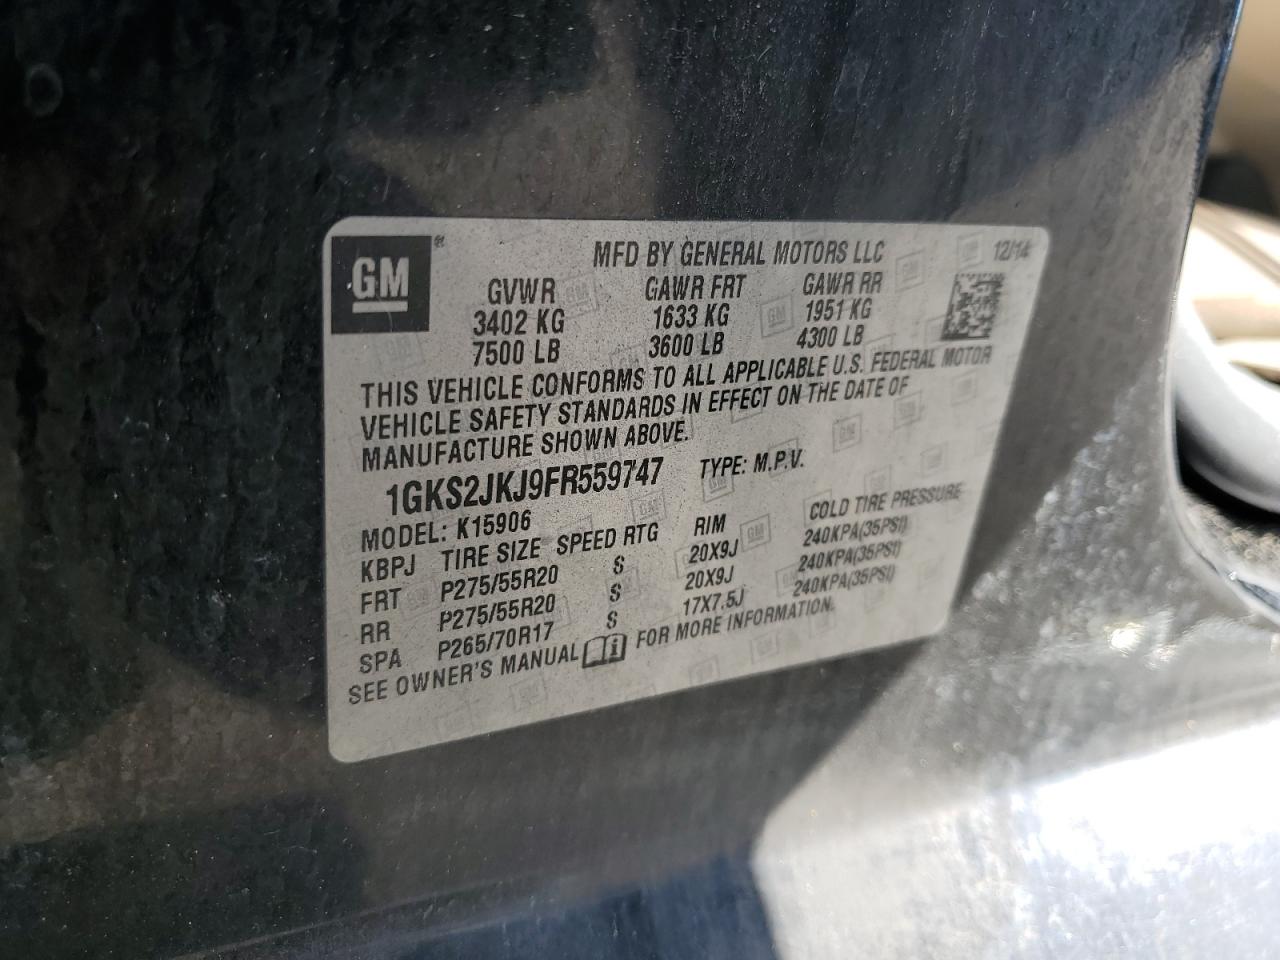 GM
MFD BY GENERAL MOTORS LLC 12/14
GVWR GAWR FRT GAWR RR
3402 KG 1633 KG 1951 KG
7500 LB 3600 LB 4300 LB
THIS VEHICLE CONFORMS TO ALL APPLICABLE U.S. FEDERAL MOTOR
VEHICLE SAFETY STANDARDS IN EFFECT ON THE DATE OF
MANUFACTURE SHOWN ABOVE.
1GKS2JKJ9FR559747 TYPE: M.P.V.
MODEL: K15906
KBPJ TIRE SIZE SPEED RTG RIM COLD TIRE PRESSURE
FRT P275/55R20 S 20X9J 240KPA(35PSI)
RR P275/55R20 S 20X9J 240KPA(35PSI)
SPA P265/70R17 S 17X7.5J 240KPA(35PSI)
SEE OWNER'S MANUAL i FOR MORE INFORMATION.